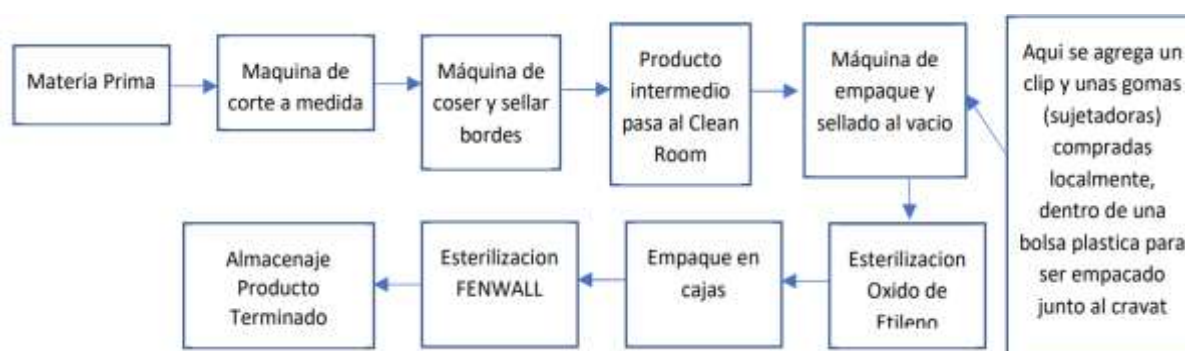 Materia Prima
Maquina de
corte a medida
Máquina de
coser y sellar
bordes
Producto
intermedio
pasa al Clean
Room
Máquina de
empaque y
sellado al vacio
Aqui se agrega un
clip y unas gomas
(sujetadoras)
compradas
localmente,
dentro de una
bolsa plastica para
ser empacado
junto al cravat
Esterilizacion
Oxido de
Etileno
Empaque en
cajas
Esterilizacion
FENWALL
Almacenaje
Producto
Terminado